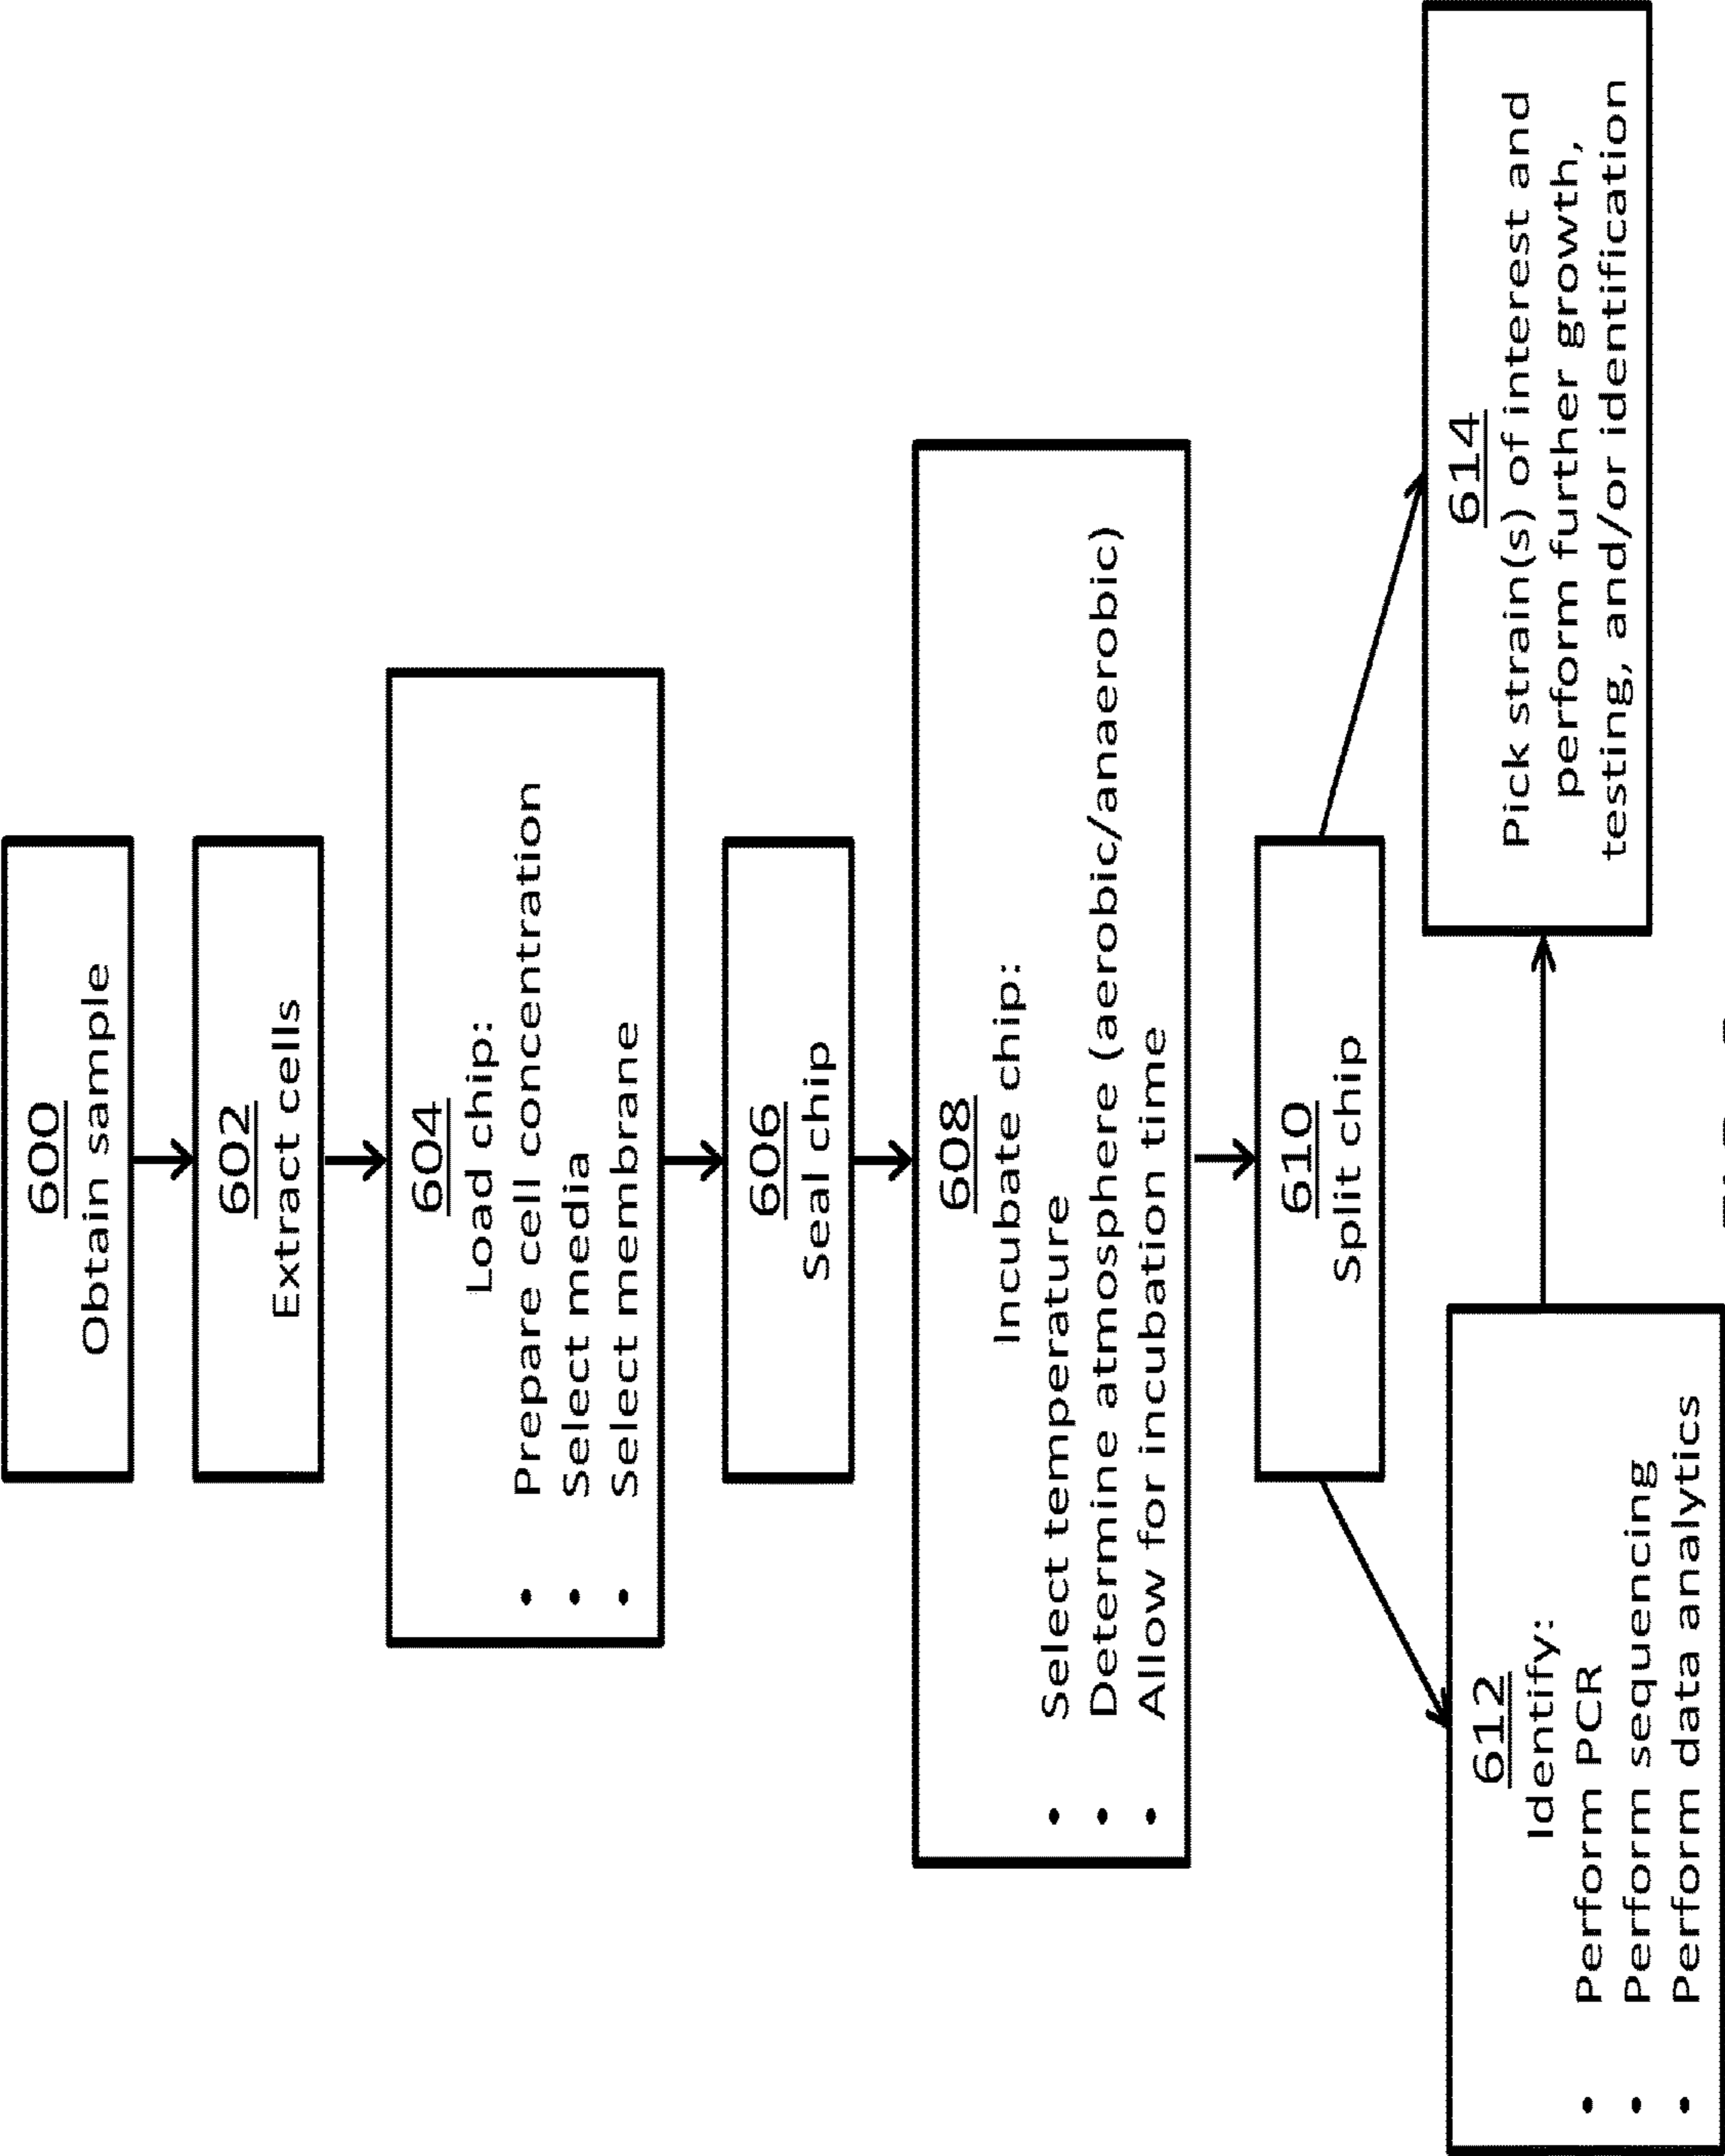 600
Obtain sample
602
Extract cells
604
Load chip:
• Prepare cell concentration
• Select media
• Select membrane
606
Seal chip
608
Incubate chip:
• Select temperature
• Determine atmosphere (aerobic/anaerobic)
• Allow for incubation time
610
Split chip
612
Identify:
• Perform PCR
• Perform sequencing
• Perform data analytics
614
Pick strain(s) of interest and
perform further growth,
testing, and/or identification